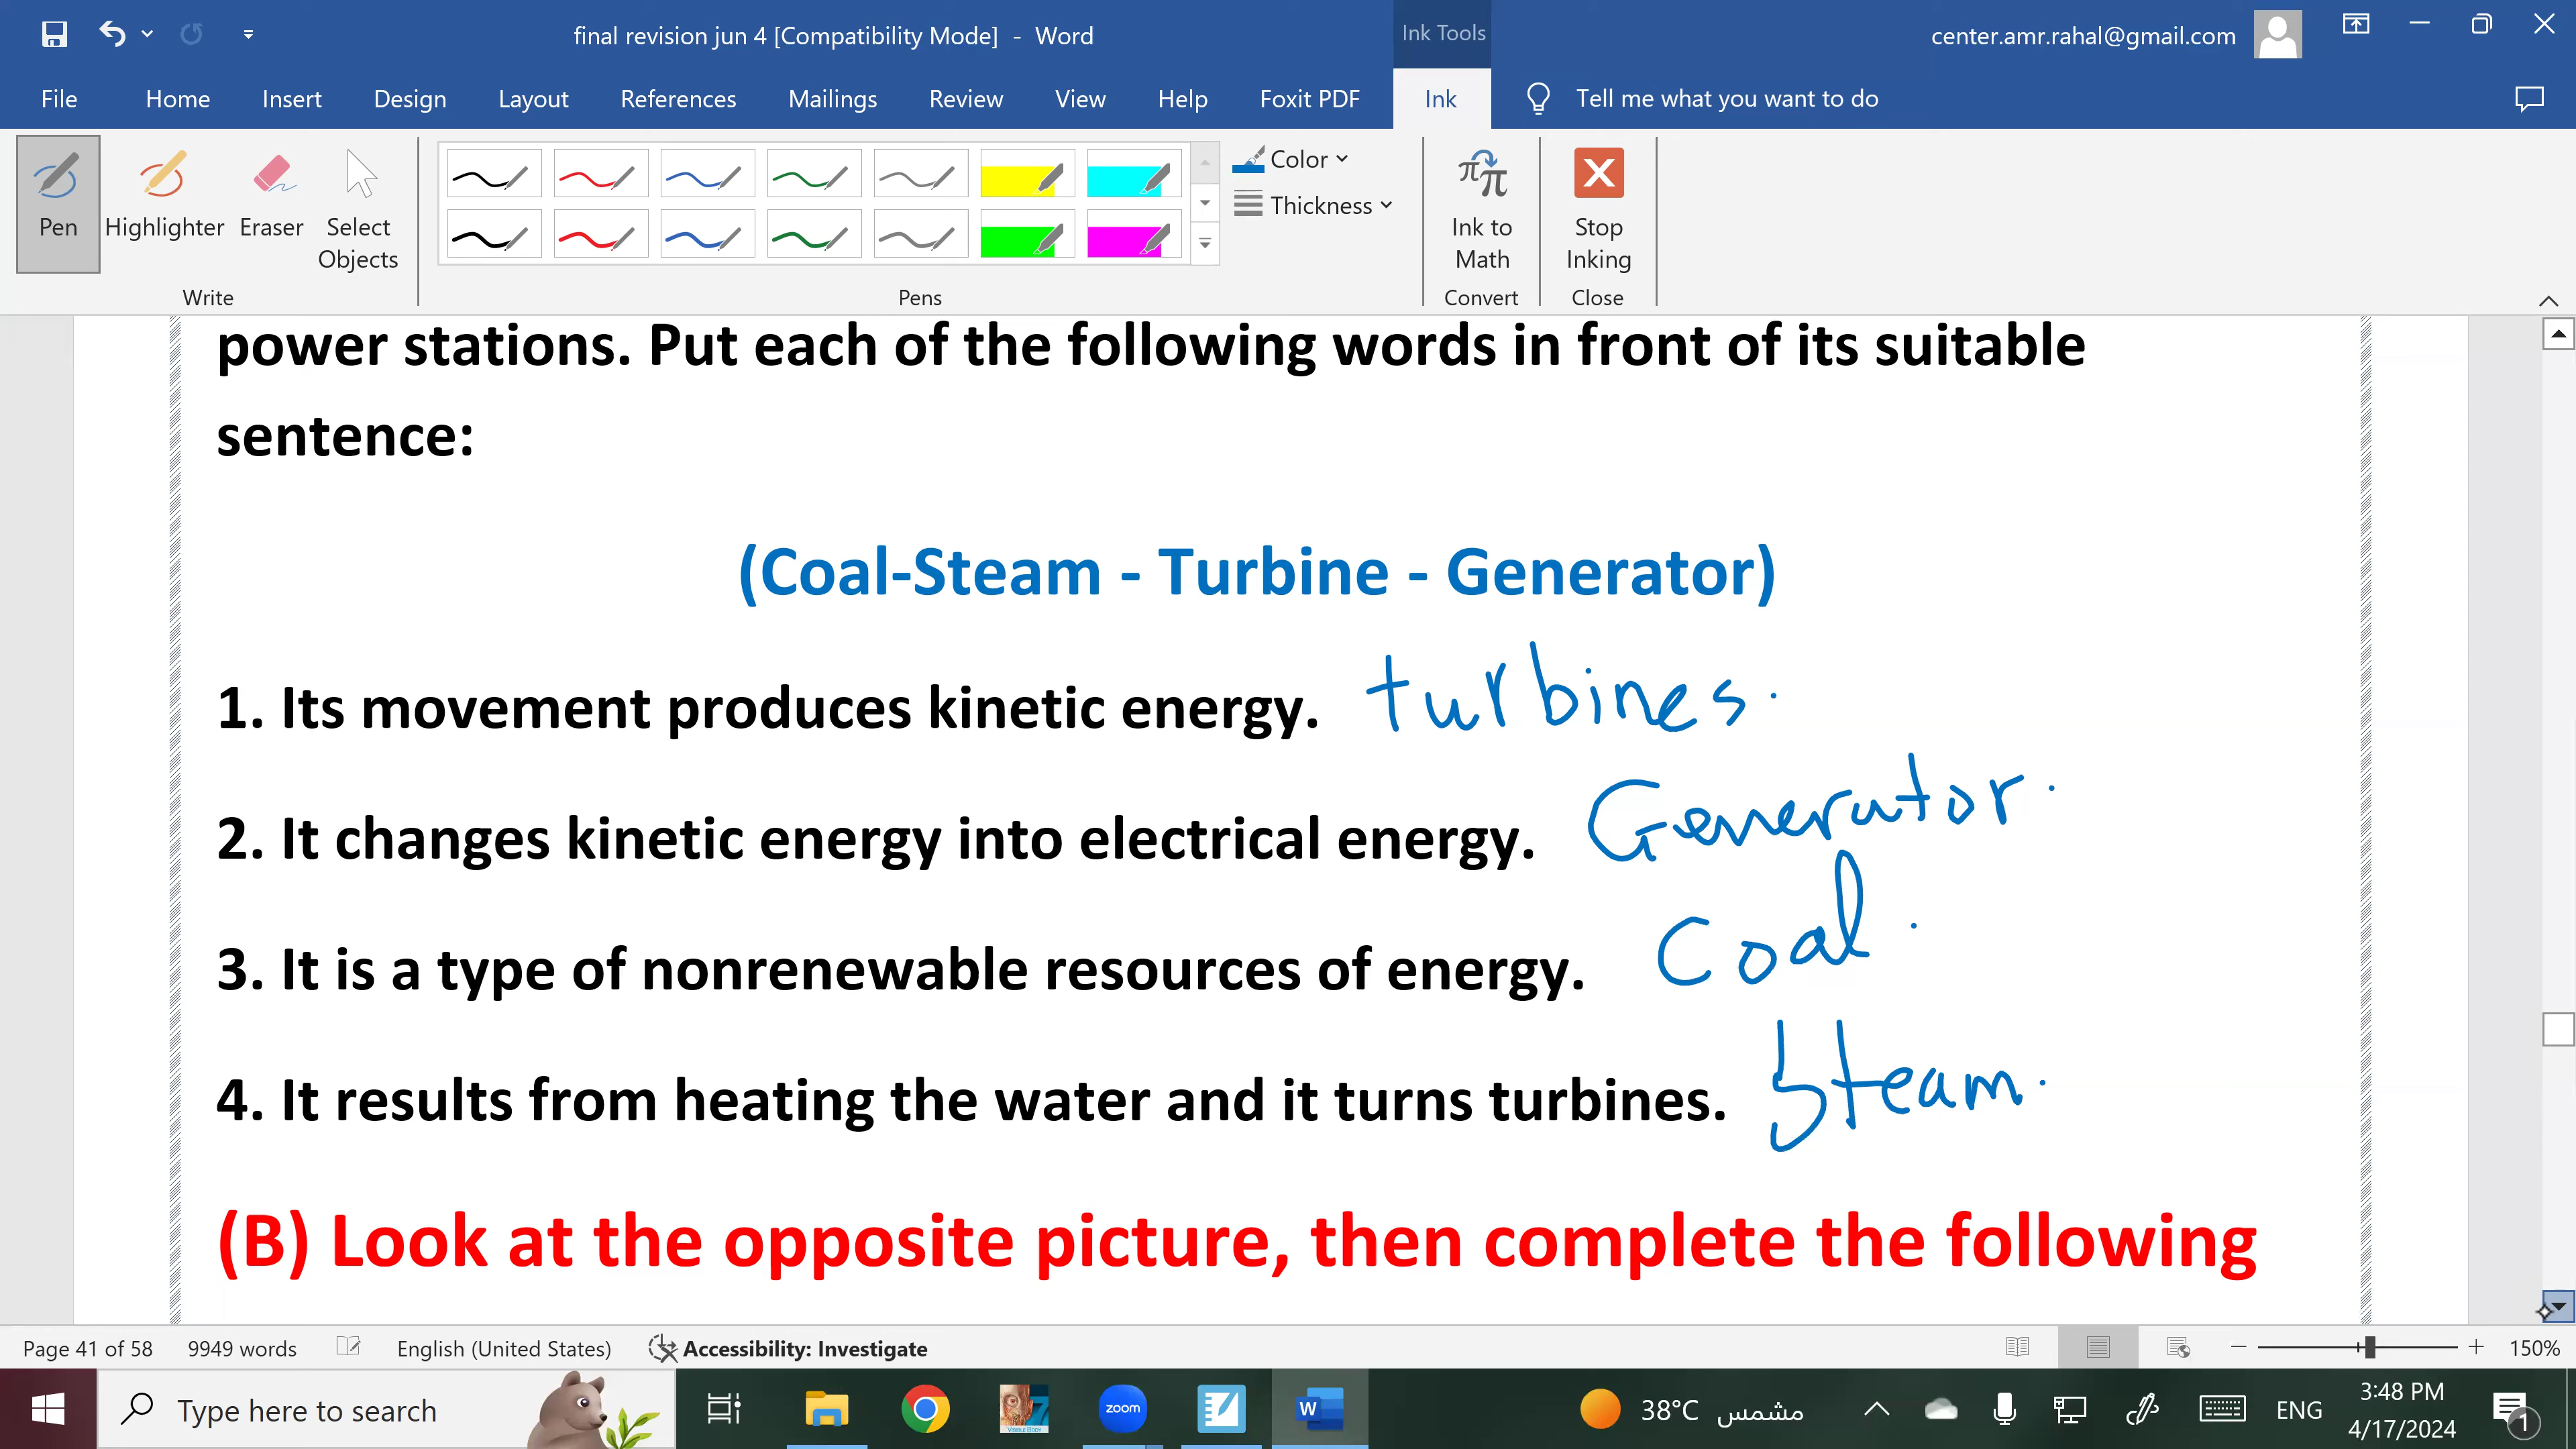 final revision jun 4 [Compatibility Mode] - Word
Ink Tools
center.amr.rahal@gmail.com
File Home Insert Design Layout References Mailings Review View Help Foxit PDF Ink Tell me what you want to do
Pen
Highlighter
Eraser
Select Objects
Write
Pens
Color
Thickness
Ink to Math
Convert
Stop Inking
Close
power stations. Put each of the following words in front of its suitable
sentence:
(Coal-Steam - Turbine - Generator)
1. Its movement produces kinetic energy. turbines.
2. It changes kinetic energy into electrical energy. Generator.
3. It is a type of nonrenewable resources of energy. Coal.
4. It results from heating the water and it turns turbines. Steam.
(B) Look at the opposite picture, then complete the following
Page 41 of 58 9949 words English (United States) Accessibility: Investigate 150%
Type here to search
zoom
W
38°C مشمس
ENG
3:48 PM
4/17/2024
1